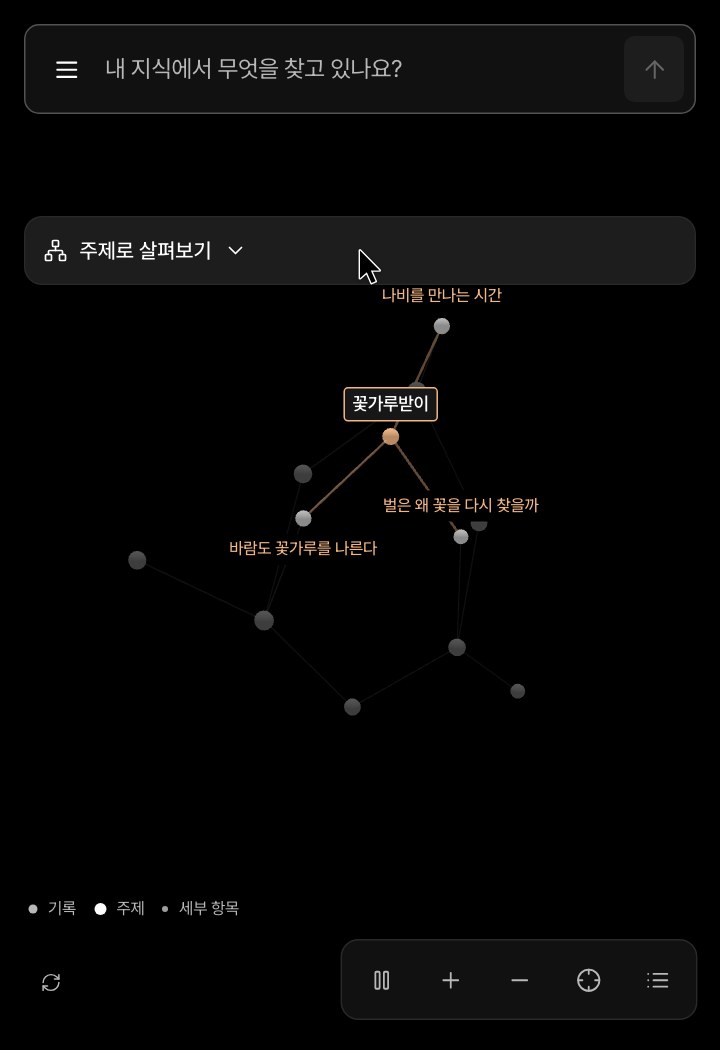 내 지식에서 무엇을 찾고 있나요?
주제로 살펴보기
나비를 만나는 시간
꽃가루받이
벌은 왜 꽃을 다시 찾을까
바람도 꽃가루를 나른다
기록 주제 세부 항목